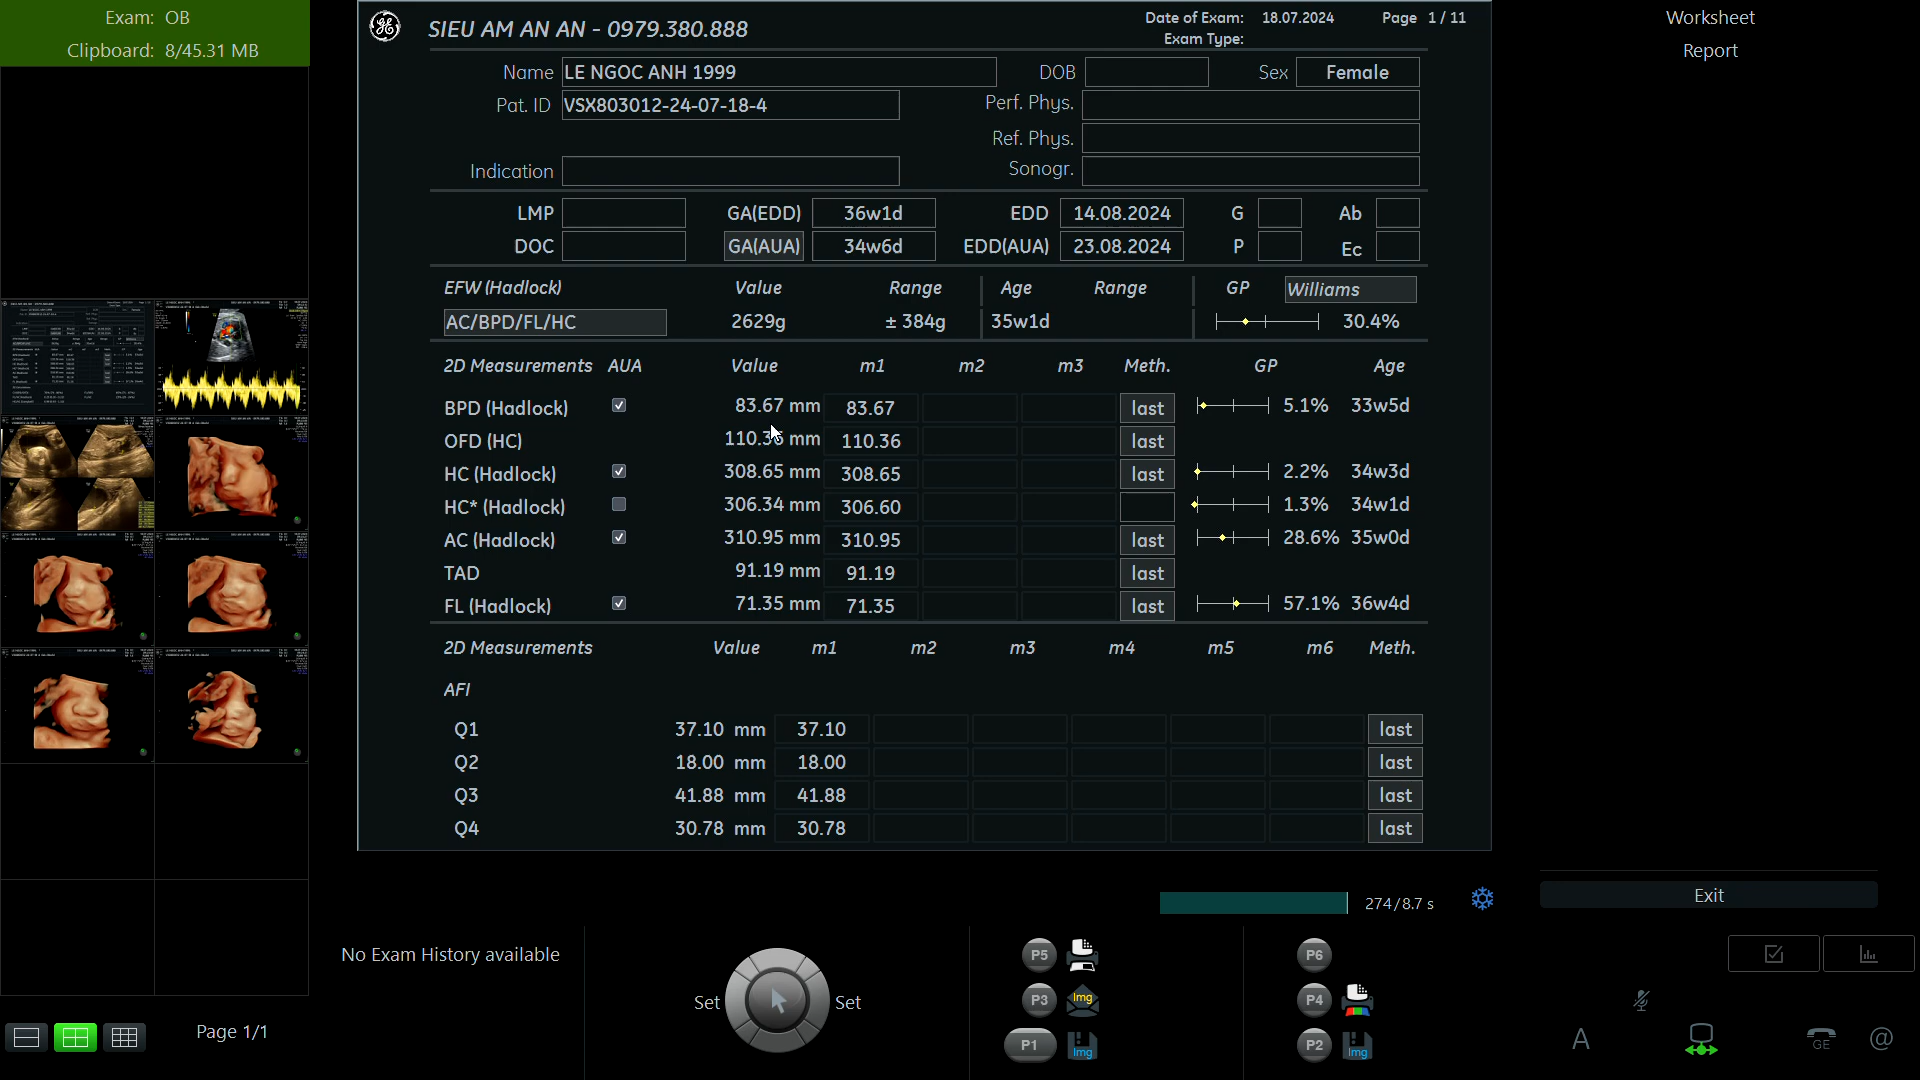 Exam: OB
Clipboard: 8/45.31 MB
SIEU AM AN AN - 0979.380.888
Date of Exam: 18.07.2024 Page 1 / 11
Exam Type:
Name LE NGOC ANH 1999 DOB Sex Female
Pat. ID VSX803012-24-07-18-4 Perf. Phys.
Ref. Phys.
Indication Sonogr.
LMP GA(EDD) 36w1d EDD 14.08.2024 G Ab
DOC GA(AUA) 34w6d EDD(AUA) 23.08.2024 P Ec
EFW (Hadlock) Value Range Age Range GP Williams
AC/BPD/FL/HC 2629g ± 384g 35w1d 30.4%
2D Measurements AUA Value m1 m2 m3 Meth. GP Age
BPD (Hadlock) 83.67 mm 83.67 last 5.1% 33w5d
OFD (HC) 110.36 mm 110.36 last
HC (Hadlock) 308.65 mm 308.65 last 2.2% 34w3d
HC* (Hadlock) 306.34 mm 306.60 1.3% 34w1d
AC (Hadlock) 310.95 mm 310.95 last 28.6% 35w0d
TAD 91.19 mm 91.19 last
FL (Hadlock) 71.35 mm 71.35 last 57.1% 36w4d
2D Measurements Value m1 m2 m3 m4 m5 m6 Meth.
AFI
Q1 37.10 mm 37.10 last
Q2 18.00 mm 18.00 last
Q3 41.88 mm 41.88 last
Q4 30.78 mm 30.78 last
Worksheet
Report
274/8.7 s
Exit
No Exam History available
Set Set
P5 P6
P3 Img P4
P1 Img P2 Img
Page 1/1
A GE @